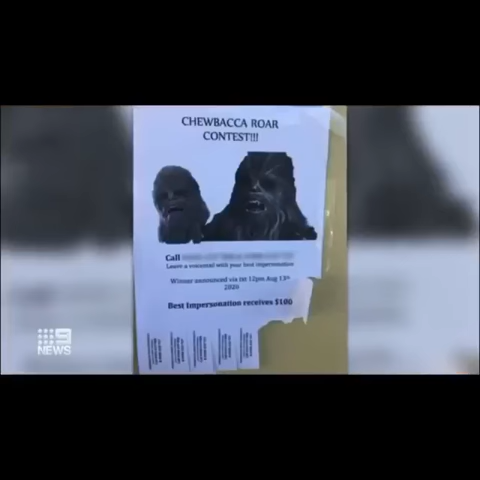 CHEWBACCA ROAR
CONTEST!!!
Call
Leave a voicemail with your best impersonation
Winner announced via txt 12pm Aug 13th
2020
Best Impersonation receives $100
9
NEWS